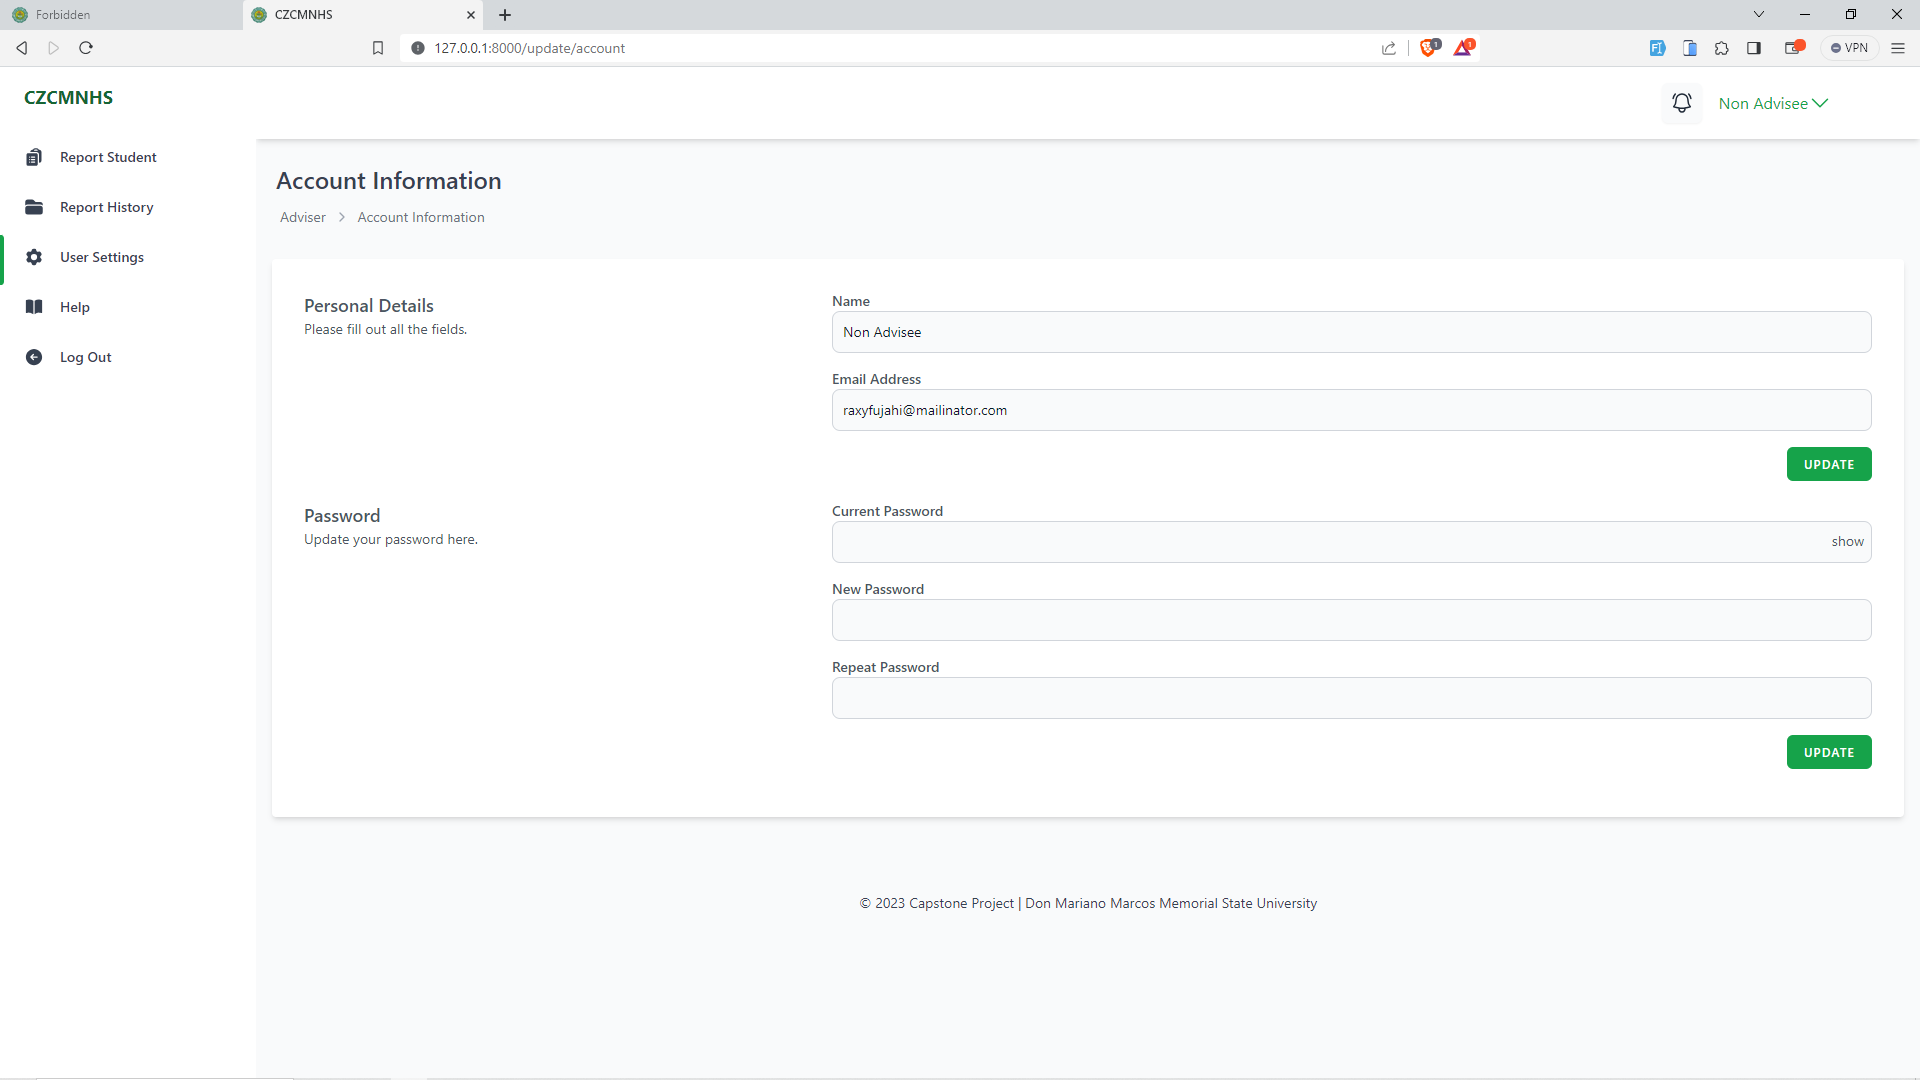 Forbidden
CZCMNHS
127.0.0.1:8000/update/account
1
1
VPN
CZCMNHS
Non Advisee
Report Student
Report History
User Settings
Help
Log Out
Account Information
Adviser > Account Information
Personal Details
Please fill out all the fields.
Name
Non Advisee
Email Address
raxyfujahi@mailinator.com
UPDATE
Password
Update your password here.
Current Password
show
New Password
Repeat Password
UPDATE
© 2023 Capstone Project | Don Mariano Marcos Memorial State University